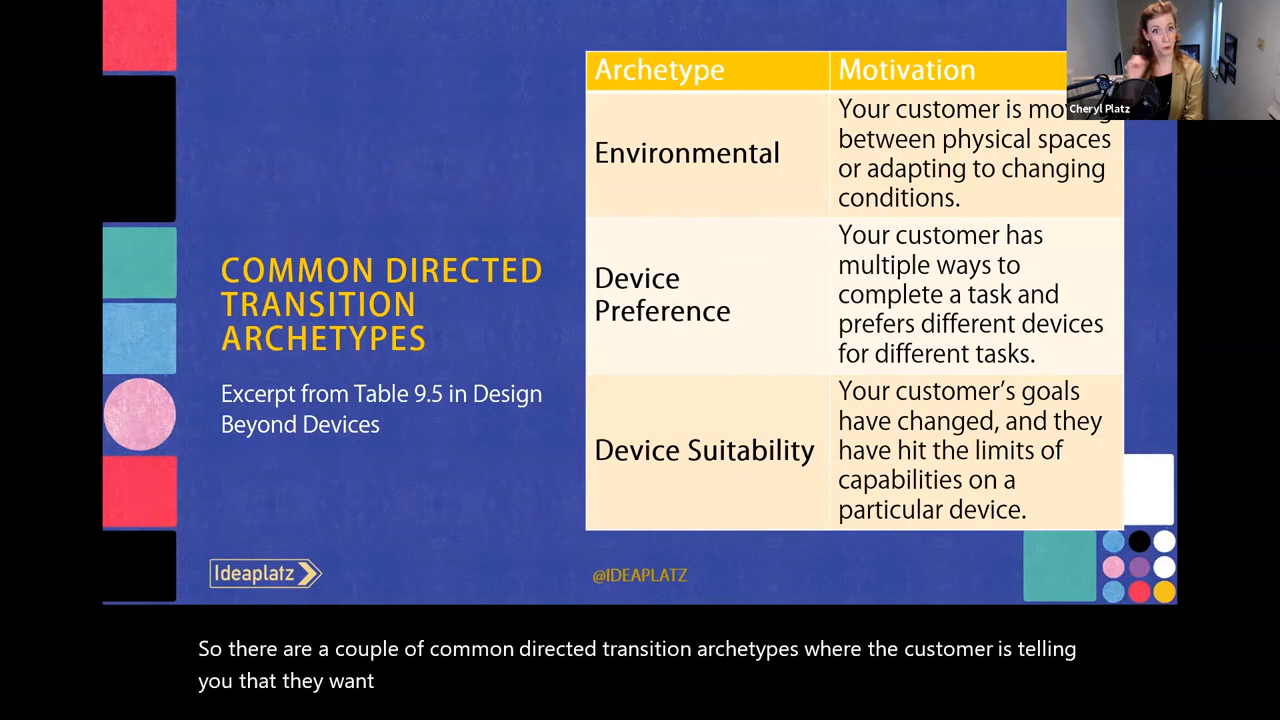 Archetype
Motivation
Cheryl Platz
Environmental
Your customer is
between physical spaces
or adapting to changing
conditions.
Device
Preference
Your customer has
multiple ways to
complete a task and
prefers different devices
for different tasks.
Device Suitability
Your customer’s goals
have changed, and they
have hit the limits of
capabilities on a
particular device.
COMMON DIRECTED
TRANSITION
ARCHETYPES
Excerpt from Table 9.5 in Design
Beyond Devices
Ideaplatz
@IDEAPLATZ
So there are a couple of common directed transition archetypes where the customer is telling
you that they want